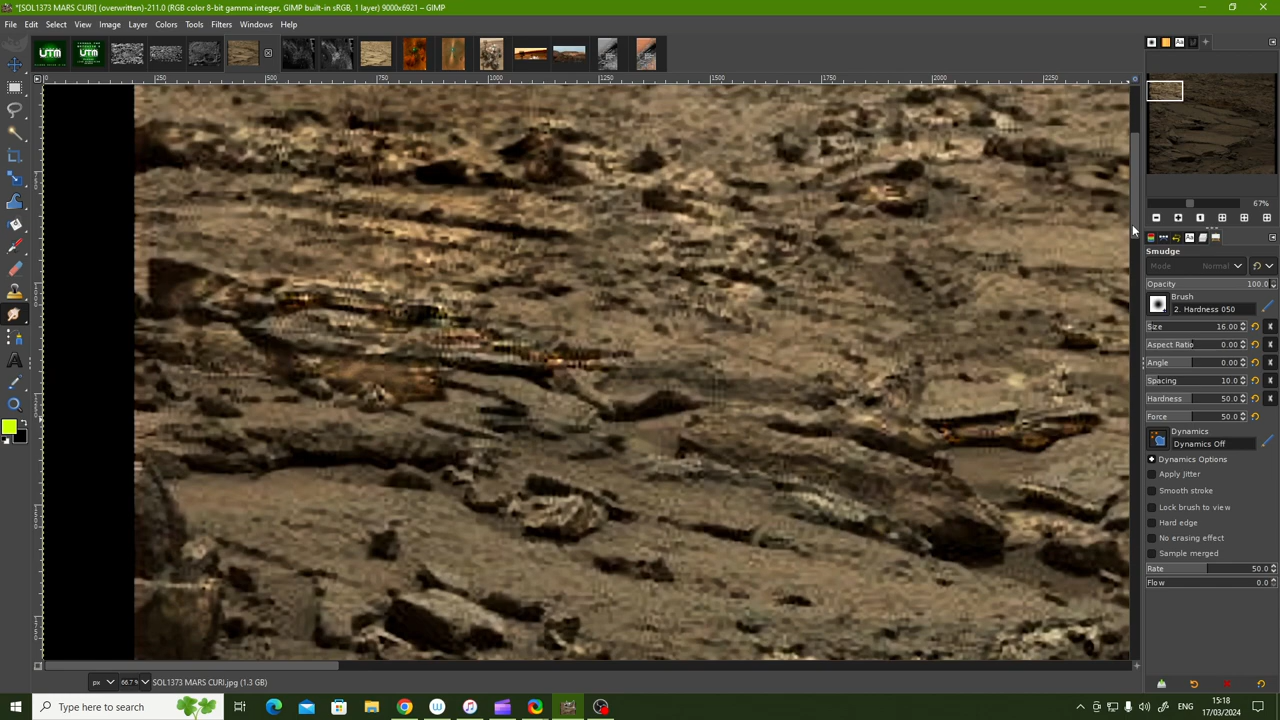 *[SOL1373 MARS CURI] (overwritten)-211.0 (RGB color 8-bit gamma integer, GIMP built-in sRGB, 1 layer) 9000x6921 – GIMP
File Edit Select View Image Layer Colors Tools Filters Windows Help
UTM UTM
0 250 500 750 1000 1250 1500 1750 2000 2250
67%
Smudge
Mode Normal
Opacity 100.0
Brush
2. Hardness 050
Size 16.00
Aspect Ratio 0.00
Angle 0.00
Spacing 10.0
Hardness 50.0
Force 50.0
Dynamics
Dynamics Off
Dynamics Options
Apply Jitter
Smooth stroke
Lock brush to view
Hard edge
No erasing effect
Sample merged
Rate 50.0
Flow 0.0
px 66.7 % SOL1373 MARS CURI.jpg (1.3 GB)
Type here to search
ENG
15:18
17/03/2024